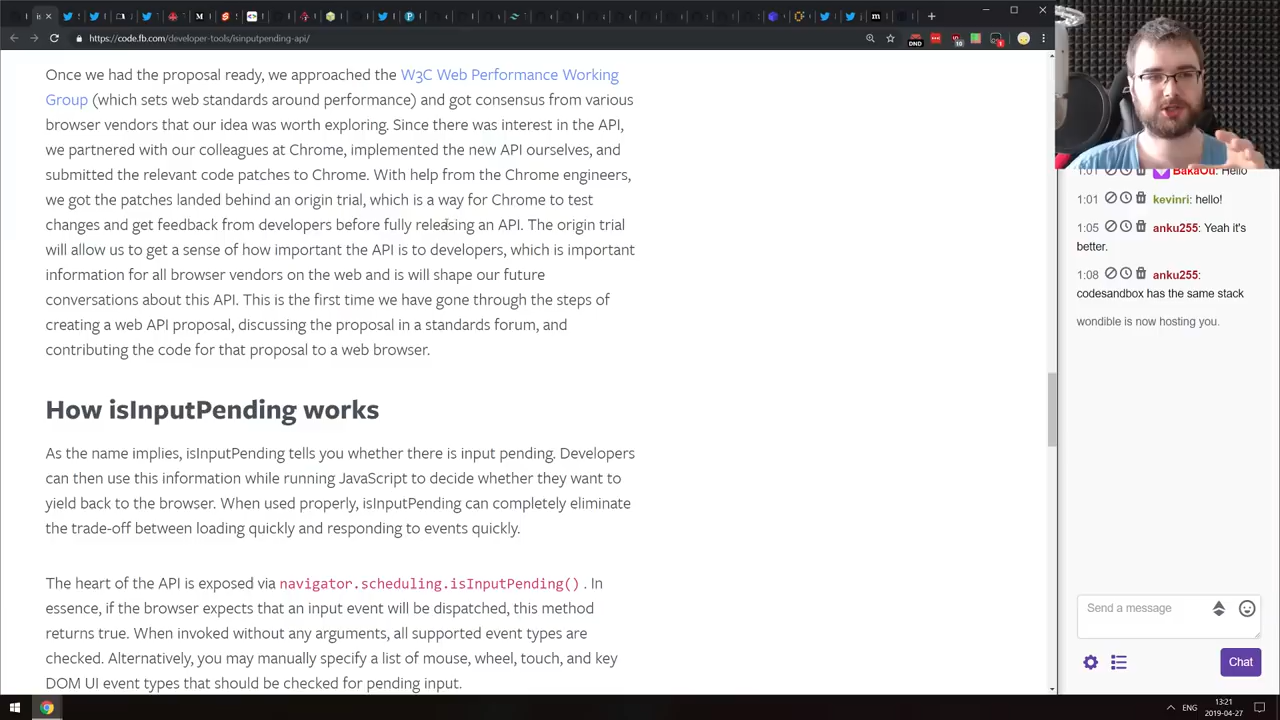 https://code.fb.com/developer-tools/isinputpending-api/
DND
10
1
Once we had the proposal ready, we approached the W3C Web Performance Working
Group (which sets web standards around performance) and got consensus from various
browser vendors that our idea was worth exploring. Since there was interest in the API,
we partnered with our colleagues at Chrome, implemented the new API ourselves, and
submitted the relevant code patches to Chrome. With help from the Chrome engineers,
we got the patches landed behind an origin trial, which is a way for Chrome to test
changes and get feedback from developers before fully releasing an API. The origin trial
will allow us to get a sense of how important the API is to developers, which is important
information for all browser vendors on the web and is will shape our future
conversations about this API. This is the first time we have gone through the steps of
creating a web API proposal, discussing the proposal in a standards forum, and
contributing the code for that proposal to a web browser.
How isInputPending works
As the name implies, isInputPending tells you whether there is input pending. Developers
can then use this information while running JavaScript to decide whether they want to
yield back to the browser. When used properly, isInputPending can completely eliminate
the trade-off between loading quickly and responding to events quickly.
The heart of the API is exposed via navigator.scheduling.isInputPending() . In
essence, if the browser expects that an input event will be dispatched, this method
returns true. When invoked without any arguments, all supported event types are
checked. Alternatively, you may manually specify a list of mouse, wheel, touch, and key
DOM UI event types that should be checked for pending input.
1:01 BakaOu: Hello
1:01 kevinri: hello!
1:05 anku255: Yeah it's
better.
1:08 anku255:
codesandbox has the same stack
wondible is now hosting you.
Send a message
Chat
ENG
13:21
2019-04-27